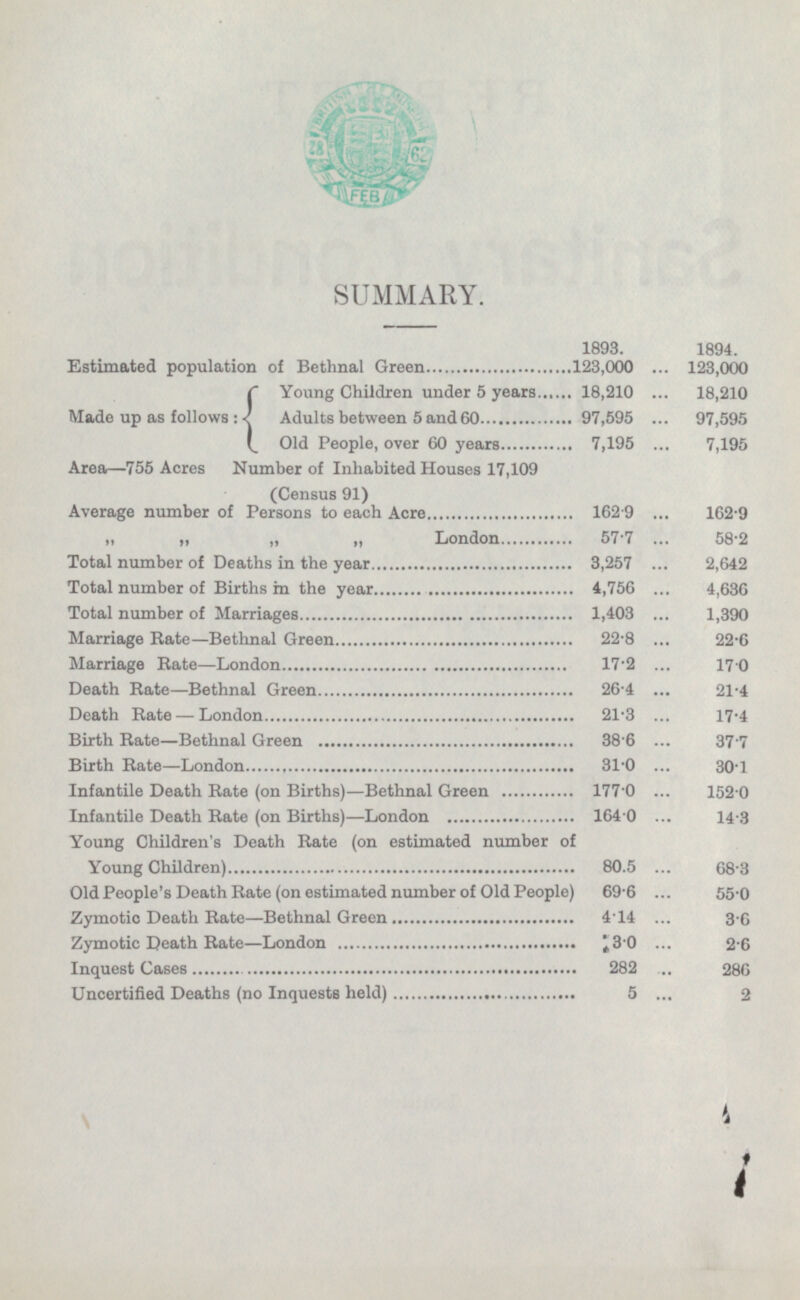 BRITISH MUSEUM
28 62
FEB
SUMMARY.
1893. 1894.
Estimated population of Bethnal Green........................123,000 ... 123,000
Made up as follows : { Young Children under 5 years...... 18,210 ... 18,210
Adults between 5 and 60............... 97,595 ... 97,595
Old People, over 60 years............ 7,195 ... 7,195
Area—755 Acres Number of Inhabited Houses 17,109
(Census 91)
Average number of Persons to each Acre........................ 162·9 ... 162·9
,, ,, ,, ,, London............ 57·7 ... 58·2
Total number of Deaths in the year.................................. 3,257 ... 2,642
Total number of Births in the year.................................. 4,756 ... 4,636
Total number of Marriages.............................................. 1,403 ... 1,390
Marriage Rate—Bethnal Green........................................ 22·8 ... 22·6
Marriage Rate—London................................................ 17·2 ... 17·0
Death Rate—Bethnal Green........................................... 26·4 ... 21·4
Death Rate — London.................................................... 21·3 ... 17·4
Birth Rate—Bethnal Green ........................................... 38·6 ... 37·7
Birth Rate—London....................................................... 31·0 ... 30·1
Infantile Death Rate (on Births)—Bethnal Green ............ 177·0 ... 152·0
Infantile Death Rate (on Births)—London ..................... 164·0 ... 14·3
Young Children's Death Rate (on estimated number of
Young Children)........................................................... 80.5 ... 68·3
Old People's Death Rate (on estimated number of Old People) 69·6 ... 55·0
Zymotic Death Rate—Bethnal Green............................... 4·14 ... 3·6
Zymotic Death Rate—London ........................................ 3·0 ... 2·6
Inquest Cases................................................................ 282 ... 286
Uncertified Deaths (no Inquests held)............................... 5 ... 2